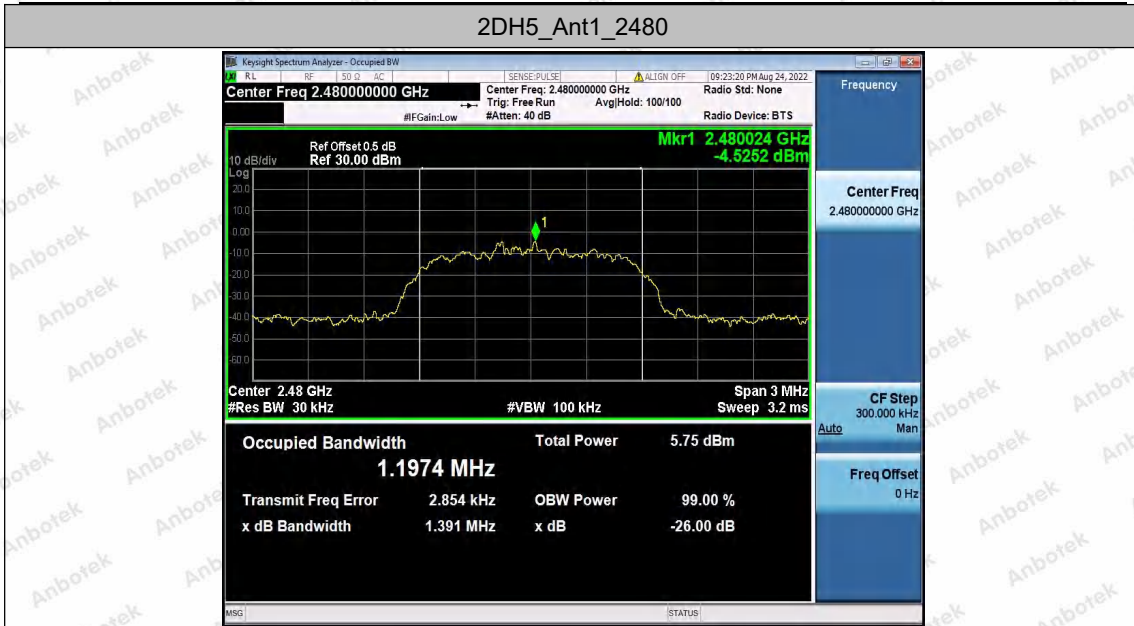 2DH5_Ant1_2480
Keysight Spectrum Analyzer - Occupied BW
LXI RL RF 50 Ω AC SENSE:PULSE ALIGN OFF 09:23:20 PM Aug 24, 2022
Center Freq 2.480000000 GHz Center Freq: 2.480000000 GHz Radio Std: None
Trig: Free Run Avg|Hold: 100/100
#IFGain:Low #Atten: 40 dB Radio Device: BTS
Frequency
Ref Offset 0.5 dB Mkr1 2.480024 GHz
10 dB/div Ref 30.00 dBm -4.5252 dBm
Log
20.0
10.0
0.00
-10.0
-20.0
-30.0
-40.0
-50.0
-60.0
1
Center 2.48 GHz Span 3 MHz
#Res BW 30 kHz #VBW 100 kHz Sweep 3.2 ms
Center Freq
2.480000000 GHz
CF Step
300.000 kHz
Auto Man
Freq Offset
0 Hz
Occupied Bandwidth Total Power 5.75 dBm
1.1974 MHz
Transmit Freq Error 2.854 kHz OBW Power 99.00 %
x dB Bandwidth 1.391 MHz x dB -26.00 dB
MSG STATUS
Anbotek